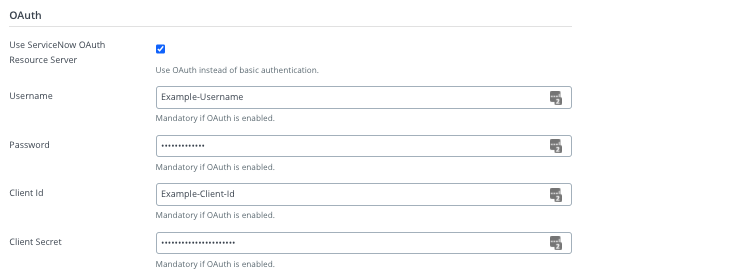 OAuth
Use ServiceNow OAuth
Resource Server
Use OAuth instead of basic authentication.
Username
Example-Username
Mandatory if OAuth is enabled.
Password
•••••••••••••
Mandatory if OAuth is enabled.
Client Id
Example-Client-Id
Mandatory if OAuth is enabled.
Client Secret
••••••••••••••••••••••
Mandatory if OAuth is enabled.